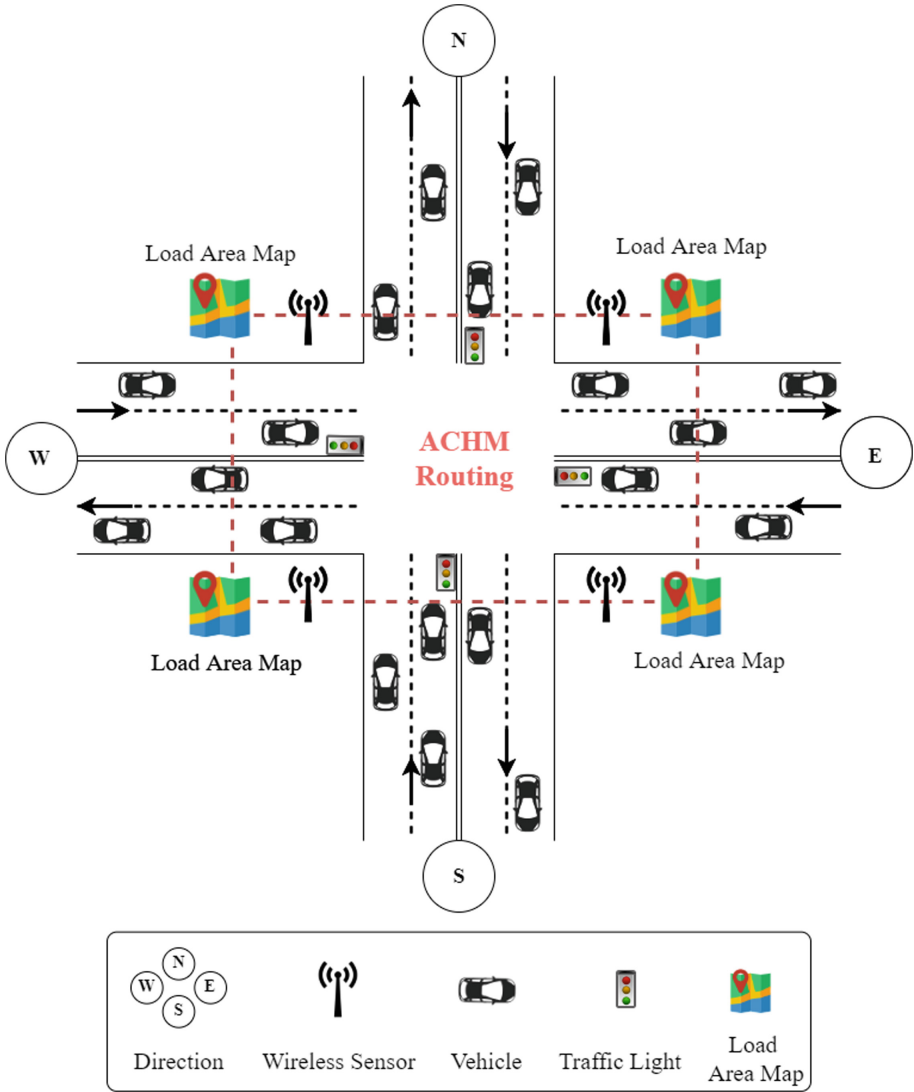 N
Load Area Map
Load Area Map
W
ACHM
Routing
E
Load Area Map
Load Area Map
S
N
W
E
S
Direction
Wireless Sensor
Vehicle
Traffic Light
Load
Area Map